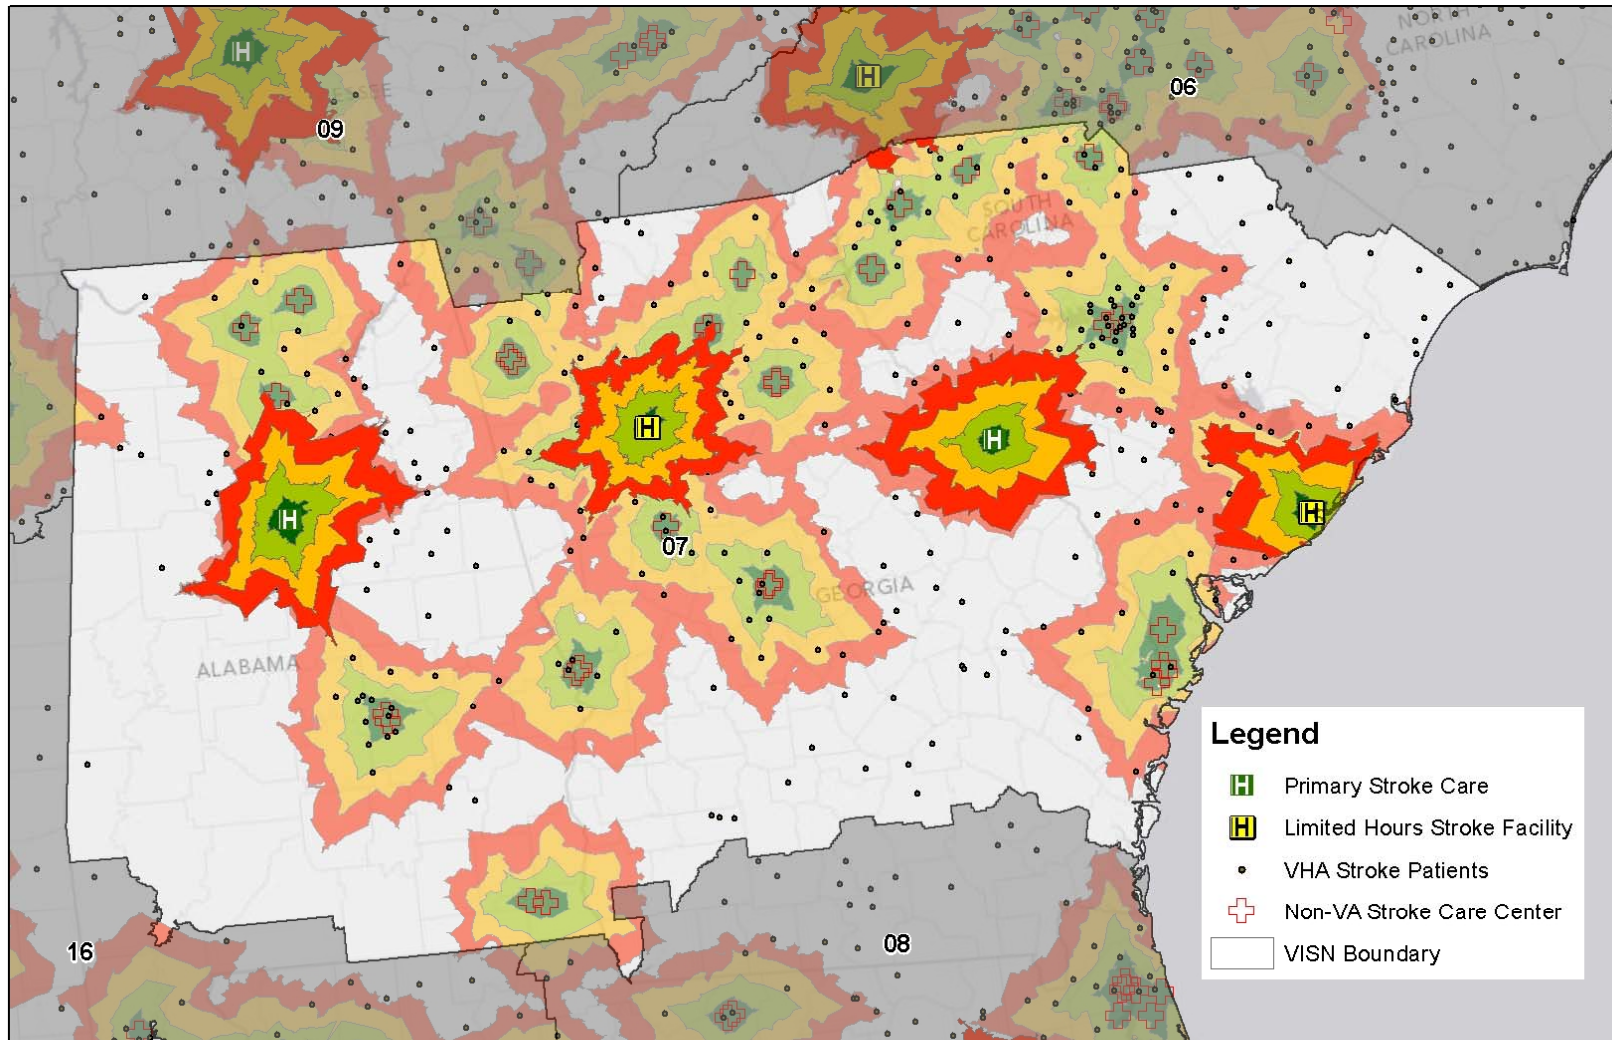 NORTH
CAROLINA
H
H
06
09
SOUTH
CAROLINA
H
H
H
H
07
GEORGIA
ALABAMA
16
08
Legend
H Primary Stroke Care
H Limited Hours Stroke Facility
VHA Stroke Patients
Non-VA Stroke Care Center
VISN Boundary